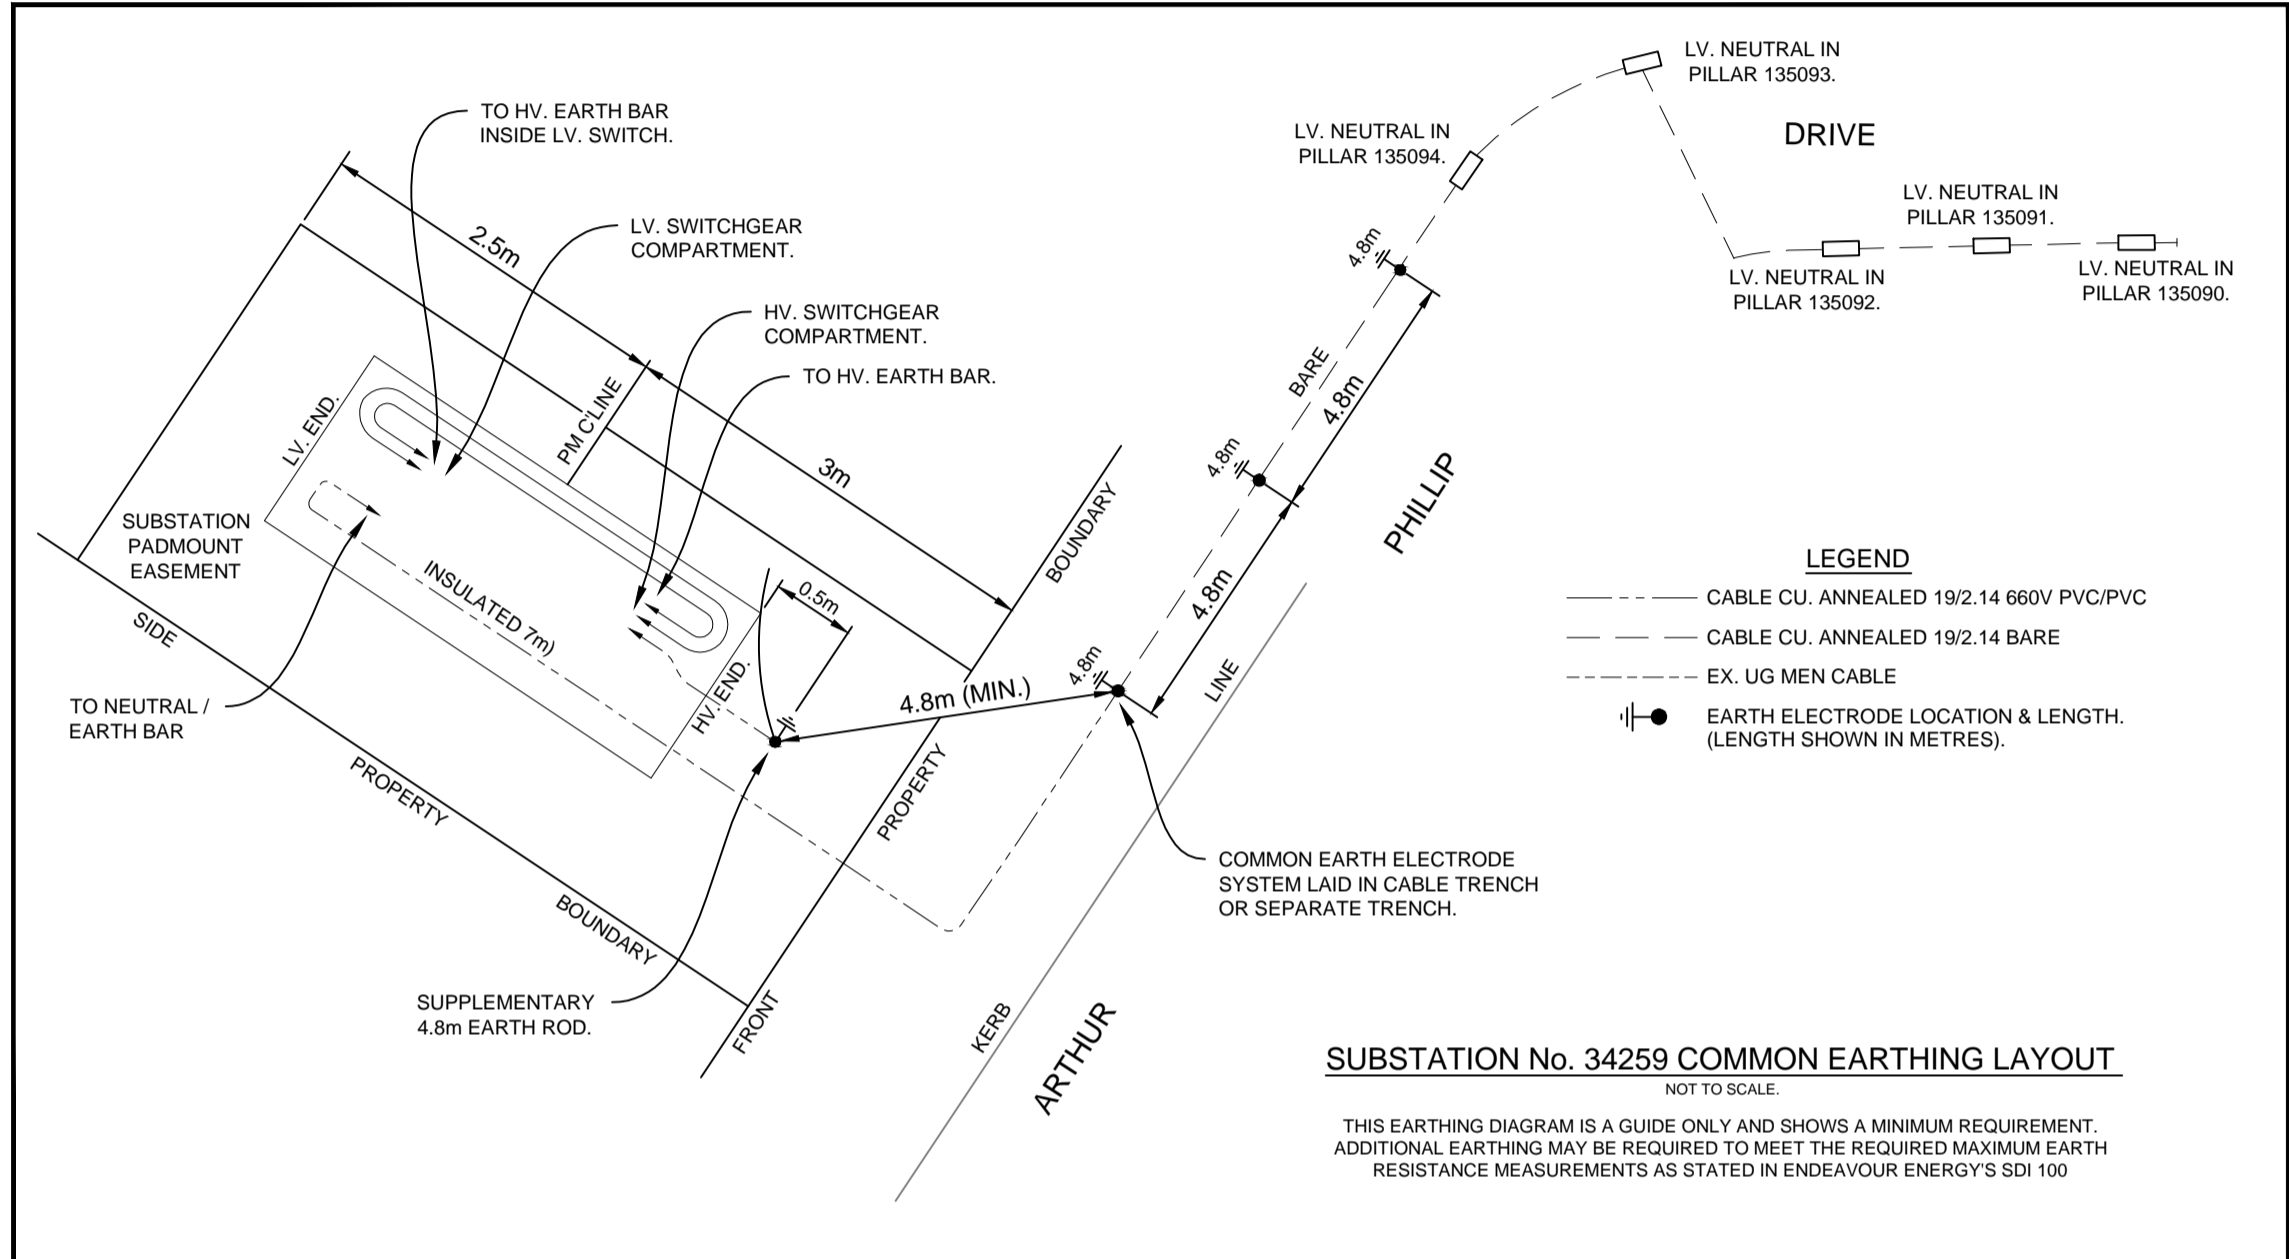 TO HV. EARTH BAR
INSIDE LV. SWITCH.
LV. SWITCHGEAR
COMPARTMENT.
HV. SWITCHGEAR
COMPARTMENT.
TO HV. EARTH BAR.
2.5m
3m
PM C'LINE
LV. END.
SUBSTATION
PADMOUNT
EASEMENT
INSULATED 7m)
0.5m
HV. END.
SIDE
PROPERTY
BOUNDARY
TO NEUTRAL /
EARTH BAR
SUPPLEMENTARY
4.8m EARTH ROD.
FRONT
PROPERTY
BOUNDARY
4.8m (MIN.)
4.8m
4.8m
4.8m
4.8m
4.8m
BARE
KERB
LINE
ARTHUR
PHILLIP
DRIVE
LV. NEUTRAL IN
PILLAR 135094.
LV. NEUTRAL IN
PILLAR 135093.
LV. NEUTRAL IN
PILLAR 135092.
LV. NEUTRAL IN
PILLAR 135091.
LV. NEUTRAL IN
PILLAR 135090.
COMMON EARTH ELECTRODE
SYSTEM LAID IN CABLE TRENCH
OR SEPARATE TRENCH.
LEGEND
CABLE CU. ANNEALED 19/2.14 660V PVC/PVC
CABLE CU. ANNEALED 19/2.14 BARE
EX. UG MEN CABLE
EARTH ELECTRODE LOCATION & LENGTH.
(LENGTH SHOWN IN METRES).
SUBSTATION No. 34259 COMMON EARTHING LAYOUT
NOT TO SCALE.
THIS EARTHING DIAGRAM IS A GUIDE ONLY AND SHOWS A MINIMUM REQUIREMENT.
ADDITIONAL EARTHING MAY BE REQUIRED TO MEET THE REQUIRED MAXIMUM EARTH
RESISTANCE MEASUREMENTS AS STATED IN ENDEAVOUR ENERGY'S SDI 100